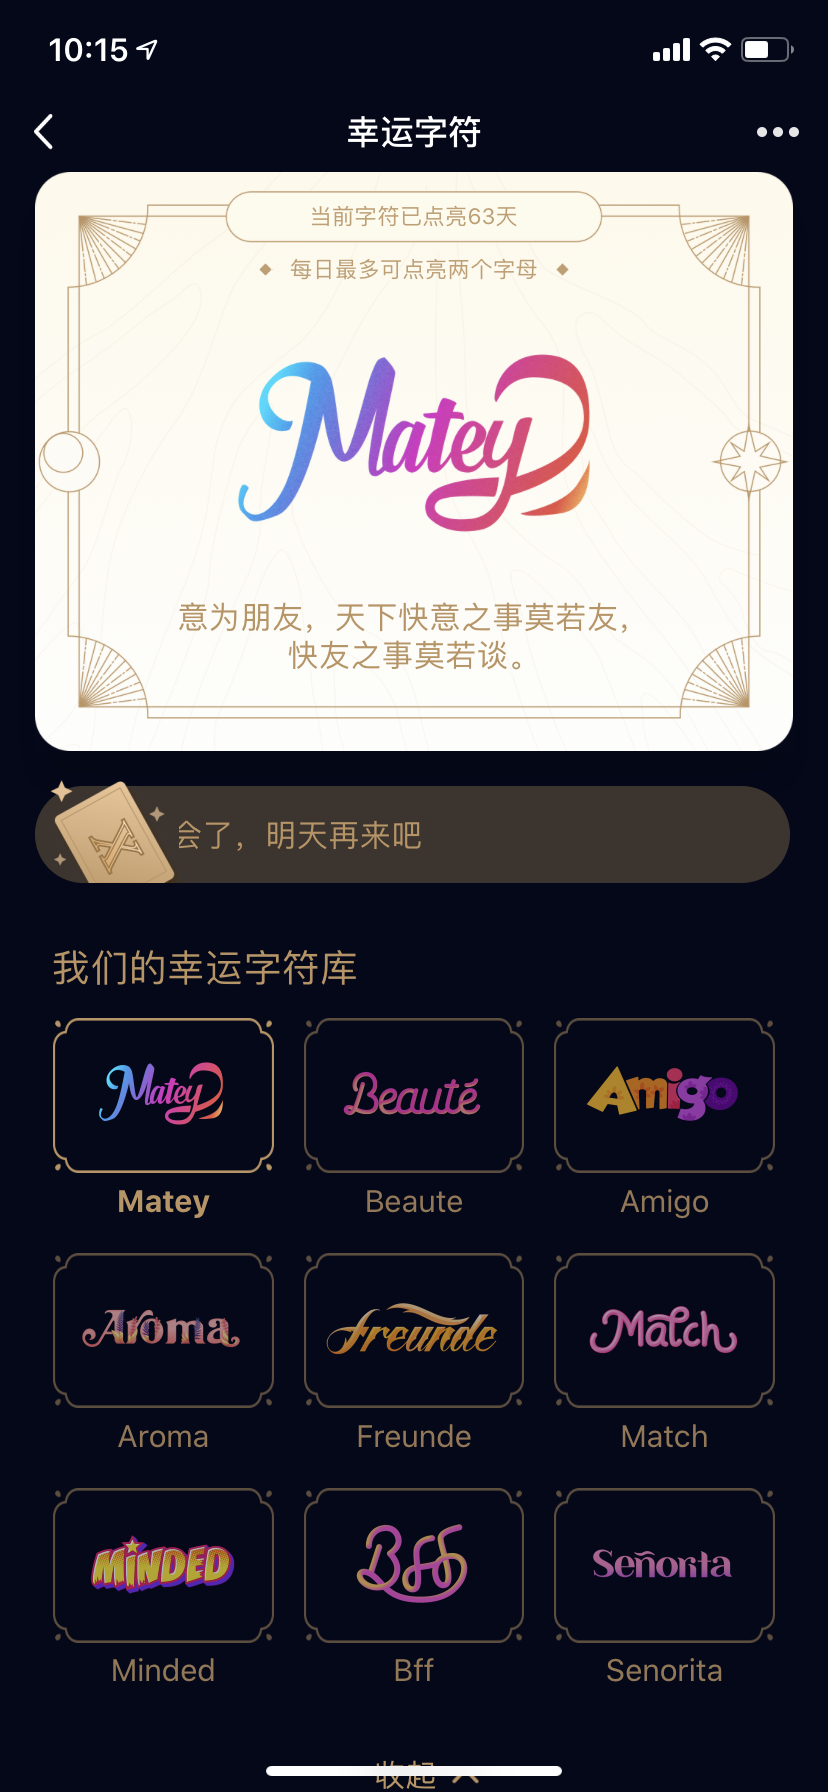 10:15
幸运字符
当前字符已点亮63天
每日最多可点亮两个字母
Matey
意为朋友，天下快意之事莫若友，
快友之事莫若谈。
会了，明天再来吧
我们的幸运字符库
Matey
Beauté
Amigo
Matey
Beaute
Amigo
Aroma
Freunde
Match
Aroma
Freunde
Match
MiNDED
Bff
Señorita
Minded
Bff
Senorita
收起